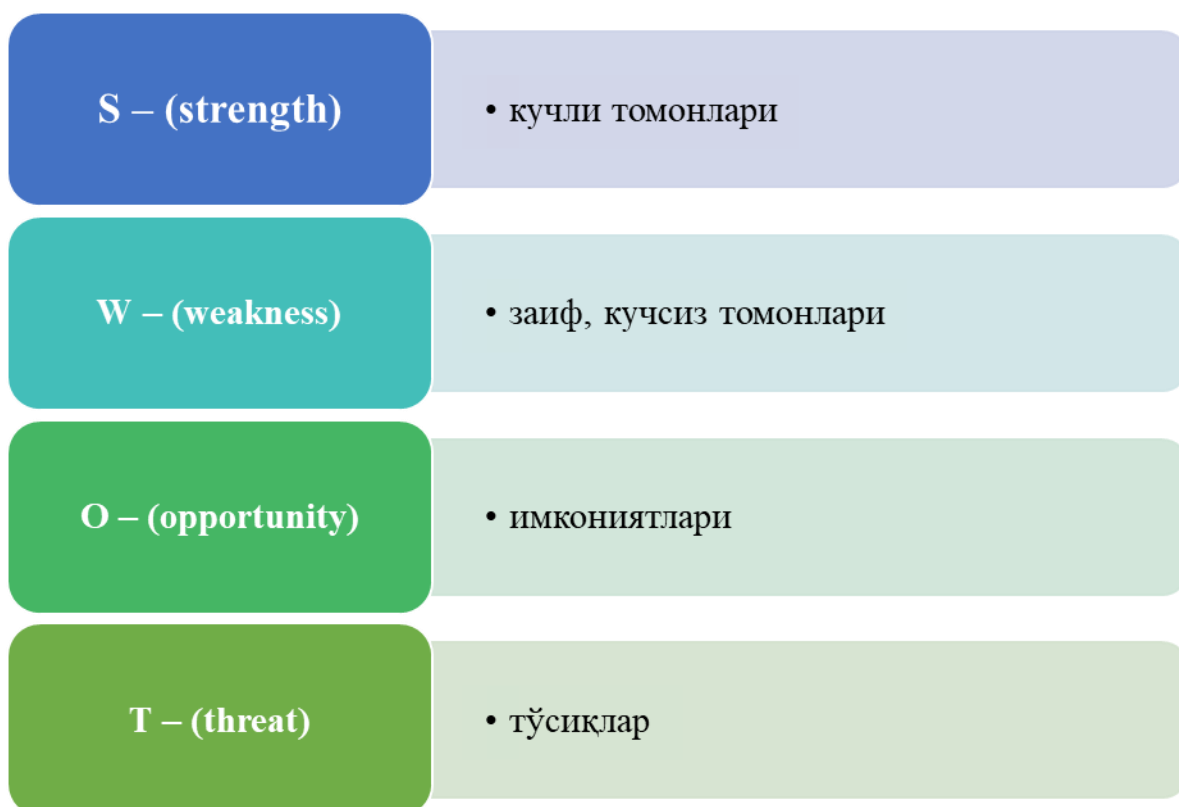 S – (strength)
• кучли томонлари
W – (weakness)
• заиф, кучсиз томонлари
O – (opportunity)
• имкониятлари
T – (threat)
• тўсиқлар